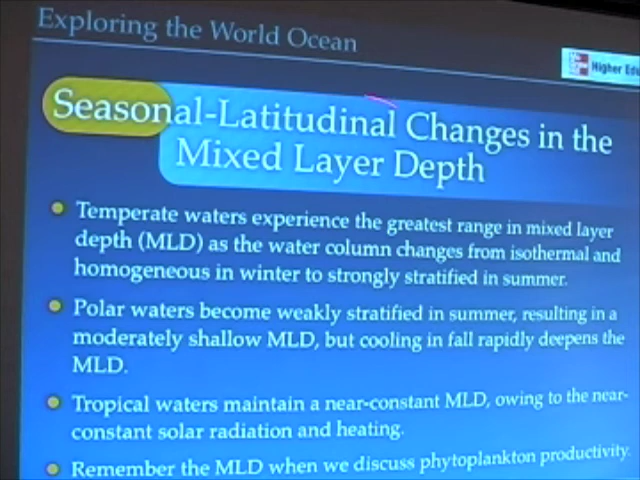 Exploring the World Ocean
Higher Edu
Seasonal-Latitudinal Changes in the
Mixed Layer Depth
Temperate waters experience the greatest range in mixed layer
depth (MLD) as the water column changes from isothermal and
homogeneous in winter to strongly stratified in summer.
Polar waters become weakly stratified in summer, resulting in a
moderately shallow MLD, but cooling in fall rapidly deepens the
MLD.
Tropical waters maintain a near-constant MLD, owing to the near-
constant solar radiation and heating.
Remember the MLD when we discuss phytoplankton productivity.